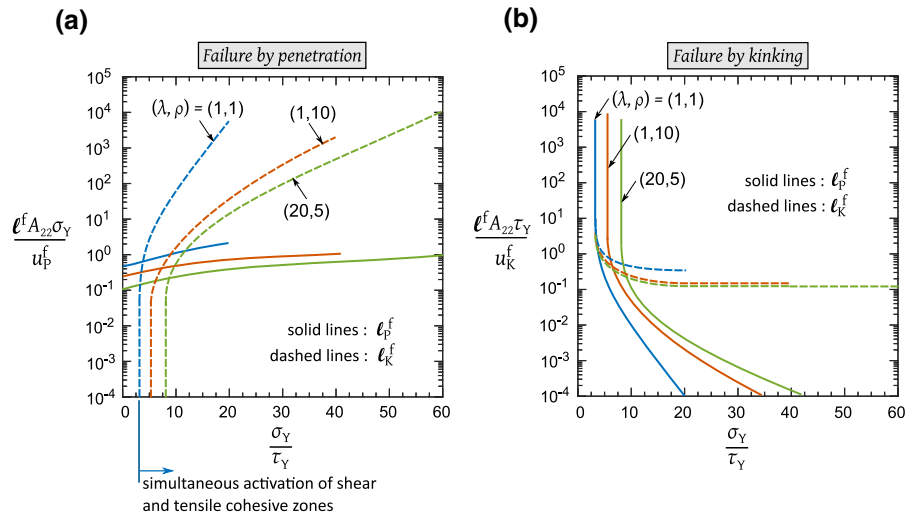 (a)
Failure by penetration
10^5
10^4
10^3
10^2
10^1
10^0
10^-1
10^-2
10^-3
10^-4
ℓ^f A_22 σ_Y
u_P^f
(λ, ρ) = (1,1)
(1,10)
(20,5)
solid lines : ℓ_P^f
dashed lines : ℓ_K^f
0 10 20 30 40 50 60
σ_Y
τ_Y
simultaneous activation of shear
and tensile cohesive zones
(b)
Failure by kinking
10^5
10^4
10^3
10^2
10^1
10^0
10^-1
10^-2
10^-3
10^-4
ℓ^f A_22 τ_Y
u_K^f
(λ, ρ) = (1,1)
(1,10)
(20,5)
solid lines : ℓ_P^f
dashed lines : ℓ_K^f
0 10 20 30 40 50 60
σ_Y
τ_Y